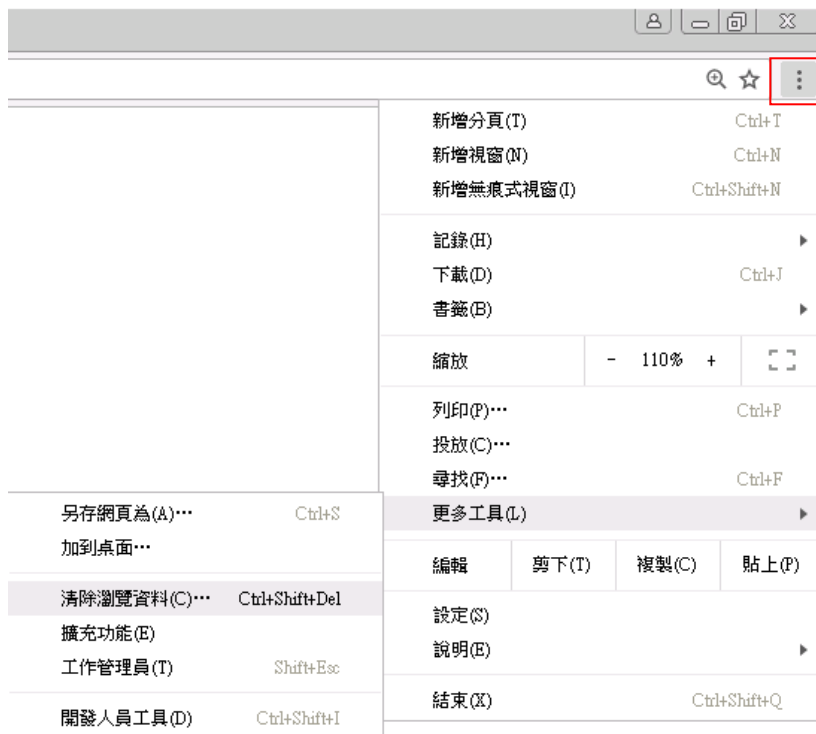 新增分頁(T) Ctrl+T
新增視窗(N) Ctrl+N
新增無痕式視窗(I) Ctrl+Shift+N
記錄(H)
下載(D) Ctrl+J
書籤(B)
縮放 - 110% +
列印(P)… Ctrl+P
投放(C)…
尋找(F)… Ctrl+F
更多工具(L)
編輯 剪下(T) 複製(C) 貼上(P)
設定(S)
說明(E)
結束(X) Ctrl+Shift+Q
另存網頁為(A)… Ctrl+S
加到桌面…
清除瀏覽資料(C)… Ctrl+Shift+Del
擴充功能(E)
工作管理員(T) Shift+Esc
開發人員工具(D) Ctrl+Shift+I